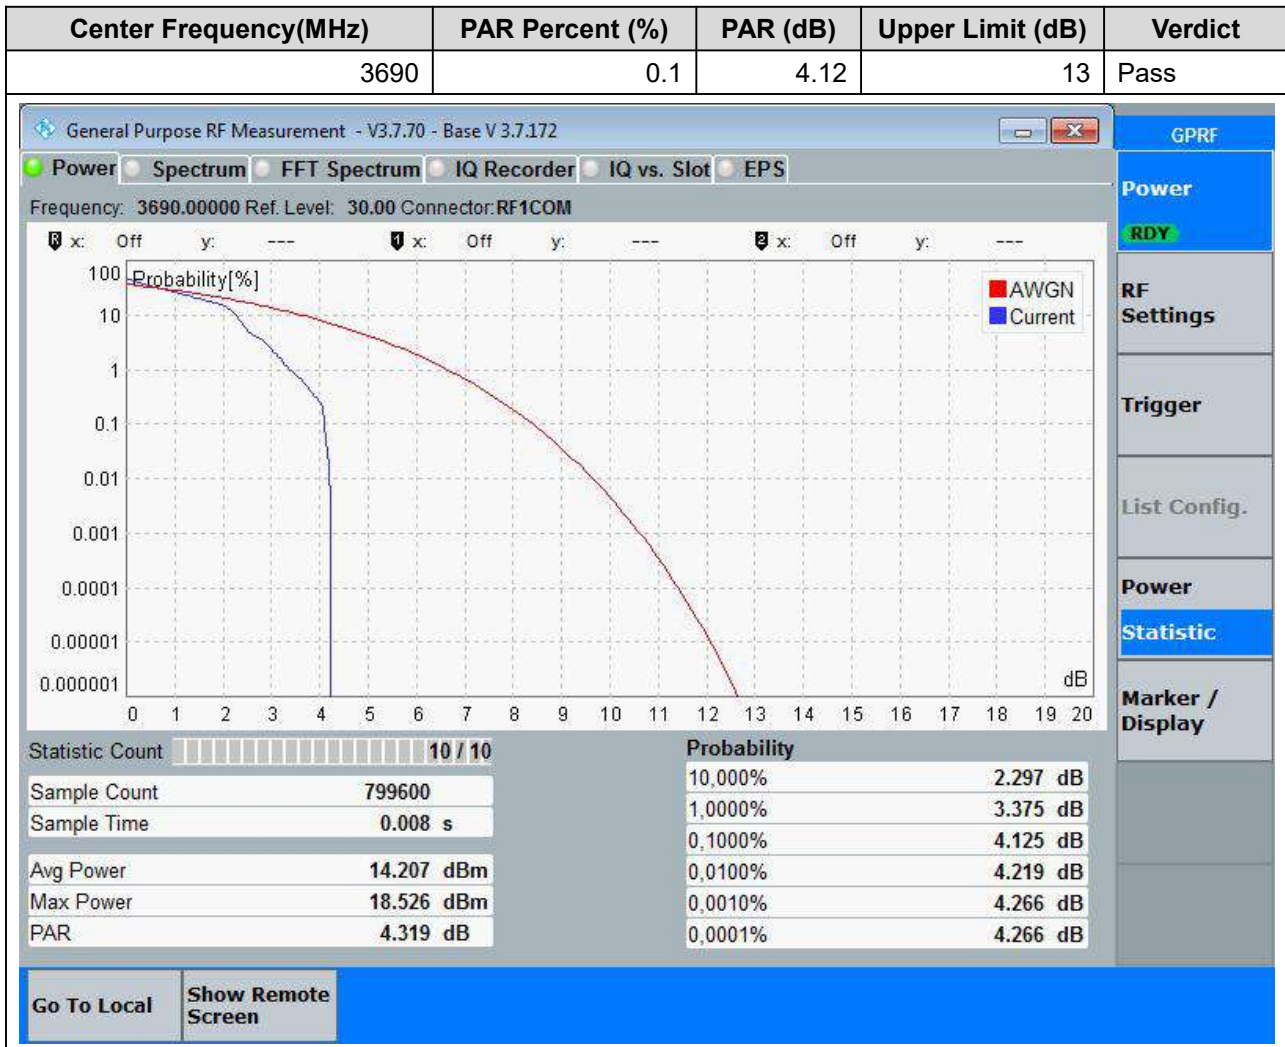 Center Frequency(MHz) PAR Percent (%) PAR (dB) Upper Limit (dB) Verdict
3690 0.1 4.12 13 Pass
General Purpose RF Measurement - V3.7.70 - Base V 3.7.172
GPRF
Power Spectrum FFT Spectrum IQ Recorder IQ vs. Slot EPS
Frequency: 3690.00000 Ref. Level: 30.00 Connector:RF1COM
R x: Off y: --- 1 x: Off y: --- 2 x: Off y: ---
Probability[%]
AWGN
Current
100
10
1
0.1
0.01
0.001
0.0001
0.00001
0.000001
dB
0 1 2 3 4 5 6 7 8 9 10 11 12 13 14 15 16 17 18 19 20
Statistic Count 10 / 10
Sample Count 799600
Sample Time 0.008 s
Avg Power 14.207 dBm
Max Power 18.526 dBm
PAR 4.319 dB
Probability
10,000% 2.297 dB
1,0000% 3.375 dB
0,1000% 4.125 dB
0,0100% 4.219 dB
0,0010% 4.266 dB
0,0001% 4.266 dB
Power
RDY
RF
Settings
Trigger
List Config.
Power
Statistic
Marker /
Display
Go To Local
Show Remote
Screen